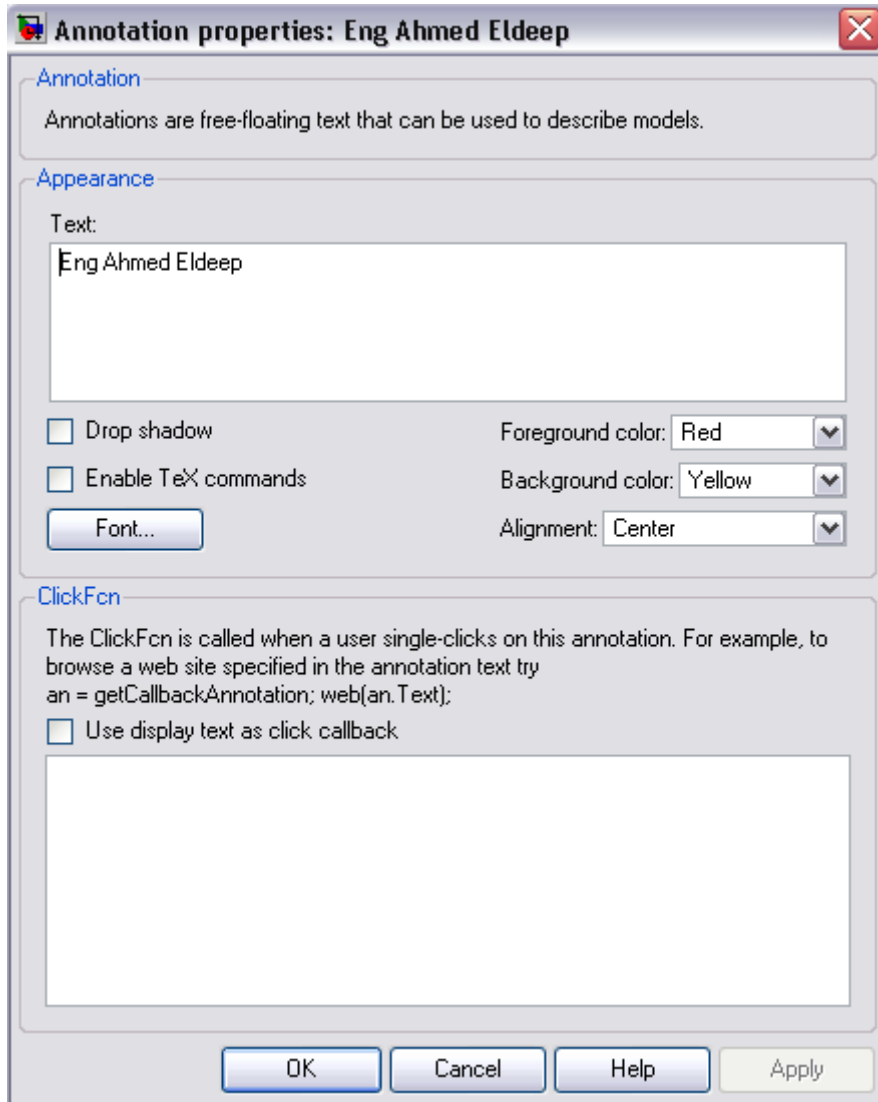 Annotation properties: Eng Ahmed Eldeep
Annotation
Annotations are free-floating text that can be used to describe models.
Appearance
Text:
Eng Ahmed Eldeep
Drop shadow
Foreground color: Red
Enable TeX commands
Background color: Yellow
Font...
Alignment: Center
ClickFcn
The ClickFcn is called when a user single-clicks on this annotation. For example, to
browse a web site specified in the annotation text try
an = getCallbackAnnotation; web(an.Text);
Use display text as click callback
OK Cancel Help Apply